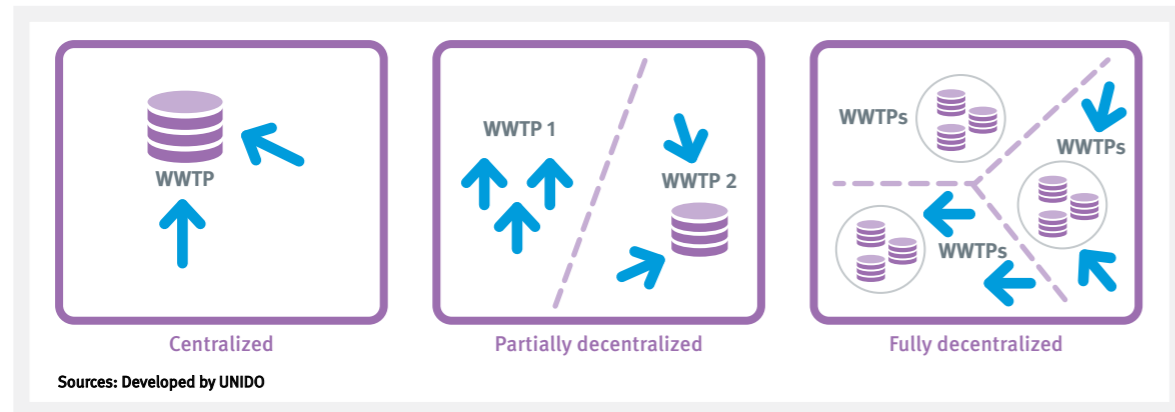 WWTP
Centralized
WWTP 1
WWTP 2
Partially decentralized
WWTPs
WWTPs
WWTPs
Fully decentralized
Sources: Developed by UNIDO